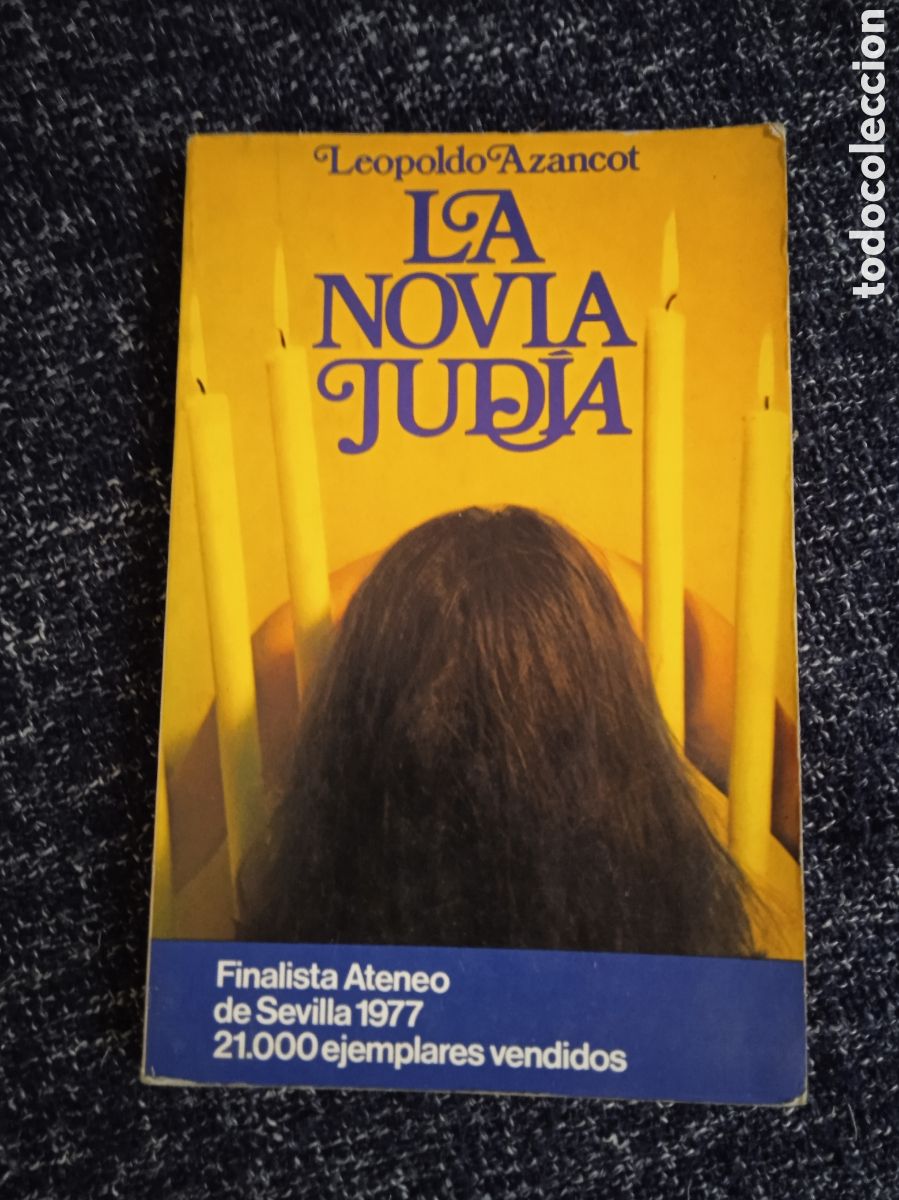 Leopoldo Azancot
LA
NOVIA
JUDÍA
Finalista Ateneo
de Sevilla 1977
21.000 ejemplares vendidos
todocoleccion